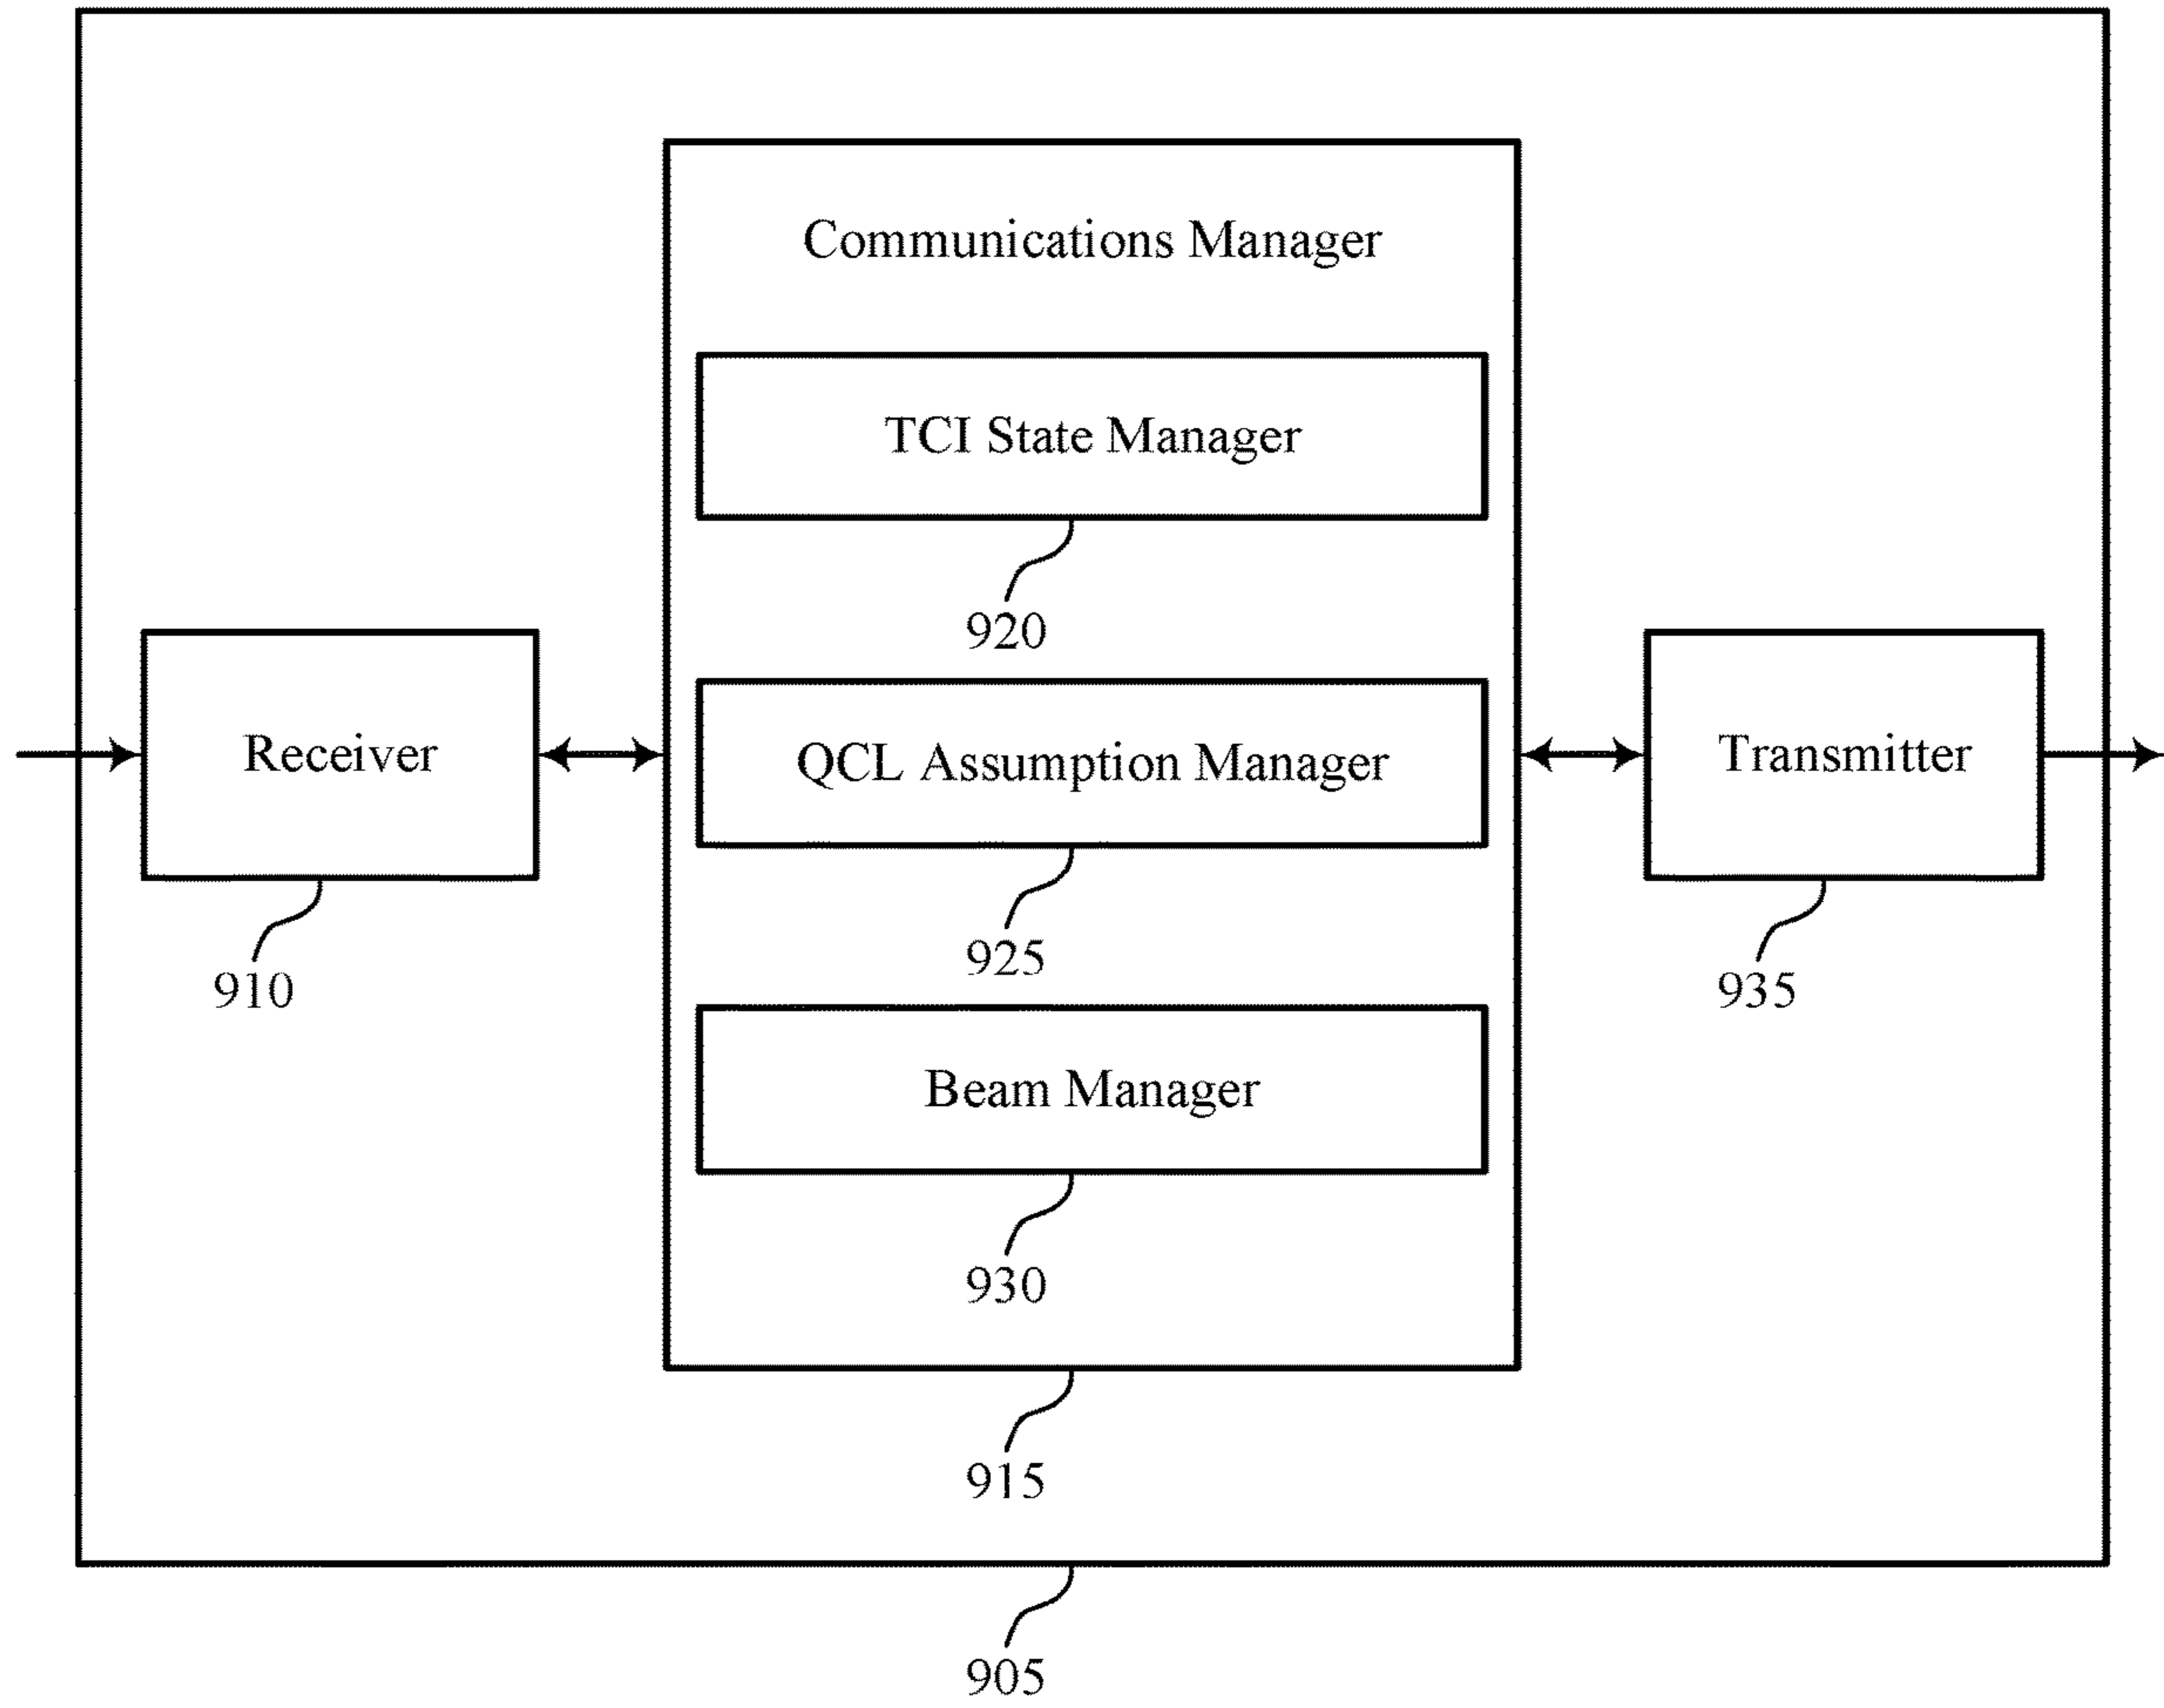 Communications Manager
TCI State Manager
920
Receiver
QCL Assumption Manager
Transmitter
925
910
935
Beam Manager
930
915
905